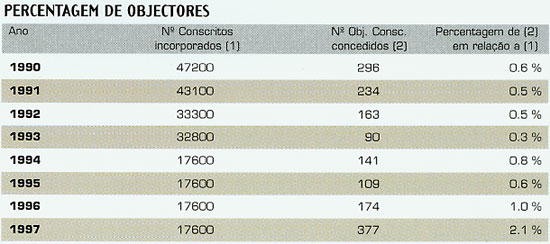 PERCENTAGEM DE OBJECTORES
Ano Nº Conscritos incorporados (1) Nº Obj. Consc. concedidos (2) Percentagem de (2) em relação a (1)
1990 47200 296 0.6 %
1991 43100 234 0.5 %
1992 33300 163 0.5 %
1993 32800 90 0.3 %
1994 17600 141 0.8 %
1995 17600 109 0.6 %
1996 17600 174 1.0 %
1997 17600 377 2.1 %